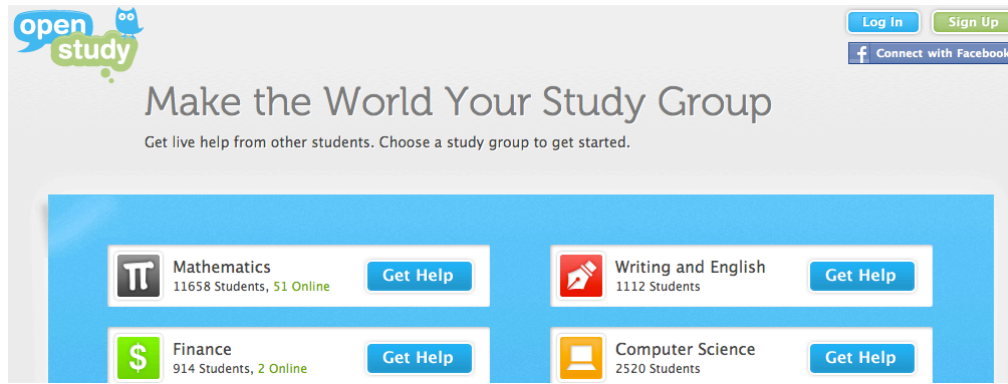 open
study
Log In
Sign Up
f Connect with Facebook
Make the World Your Study Group
Get live help from other students. Choose a study group to get started.
π Mathematics
11658 Students, 51 Online
Get Help
Writing and English
1112 Students
Get Help
$ Finance
914 Students, 2 Online
Get Help
Computer Science
2520 Students
Get Help